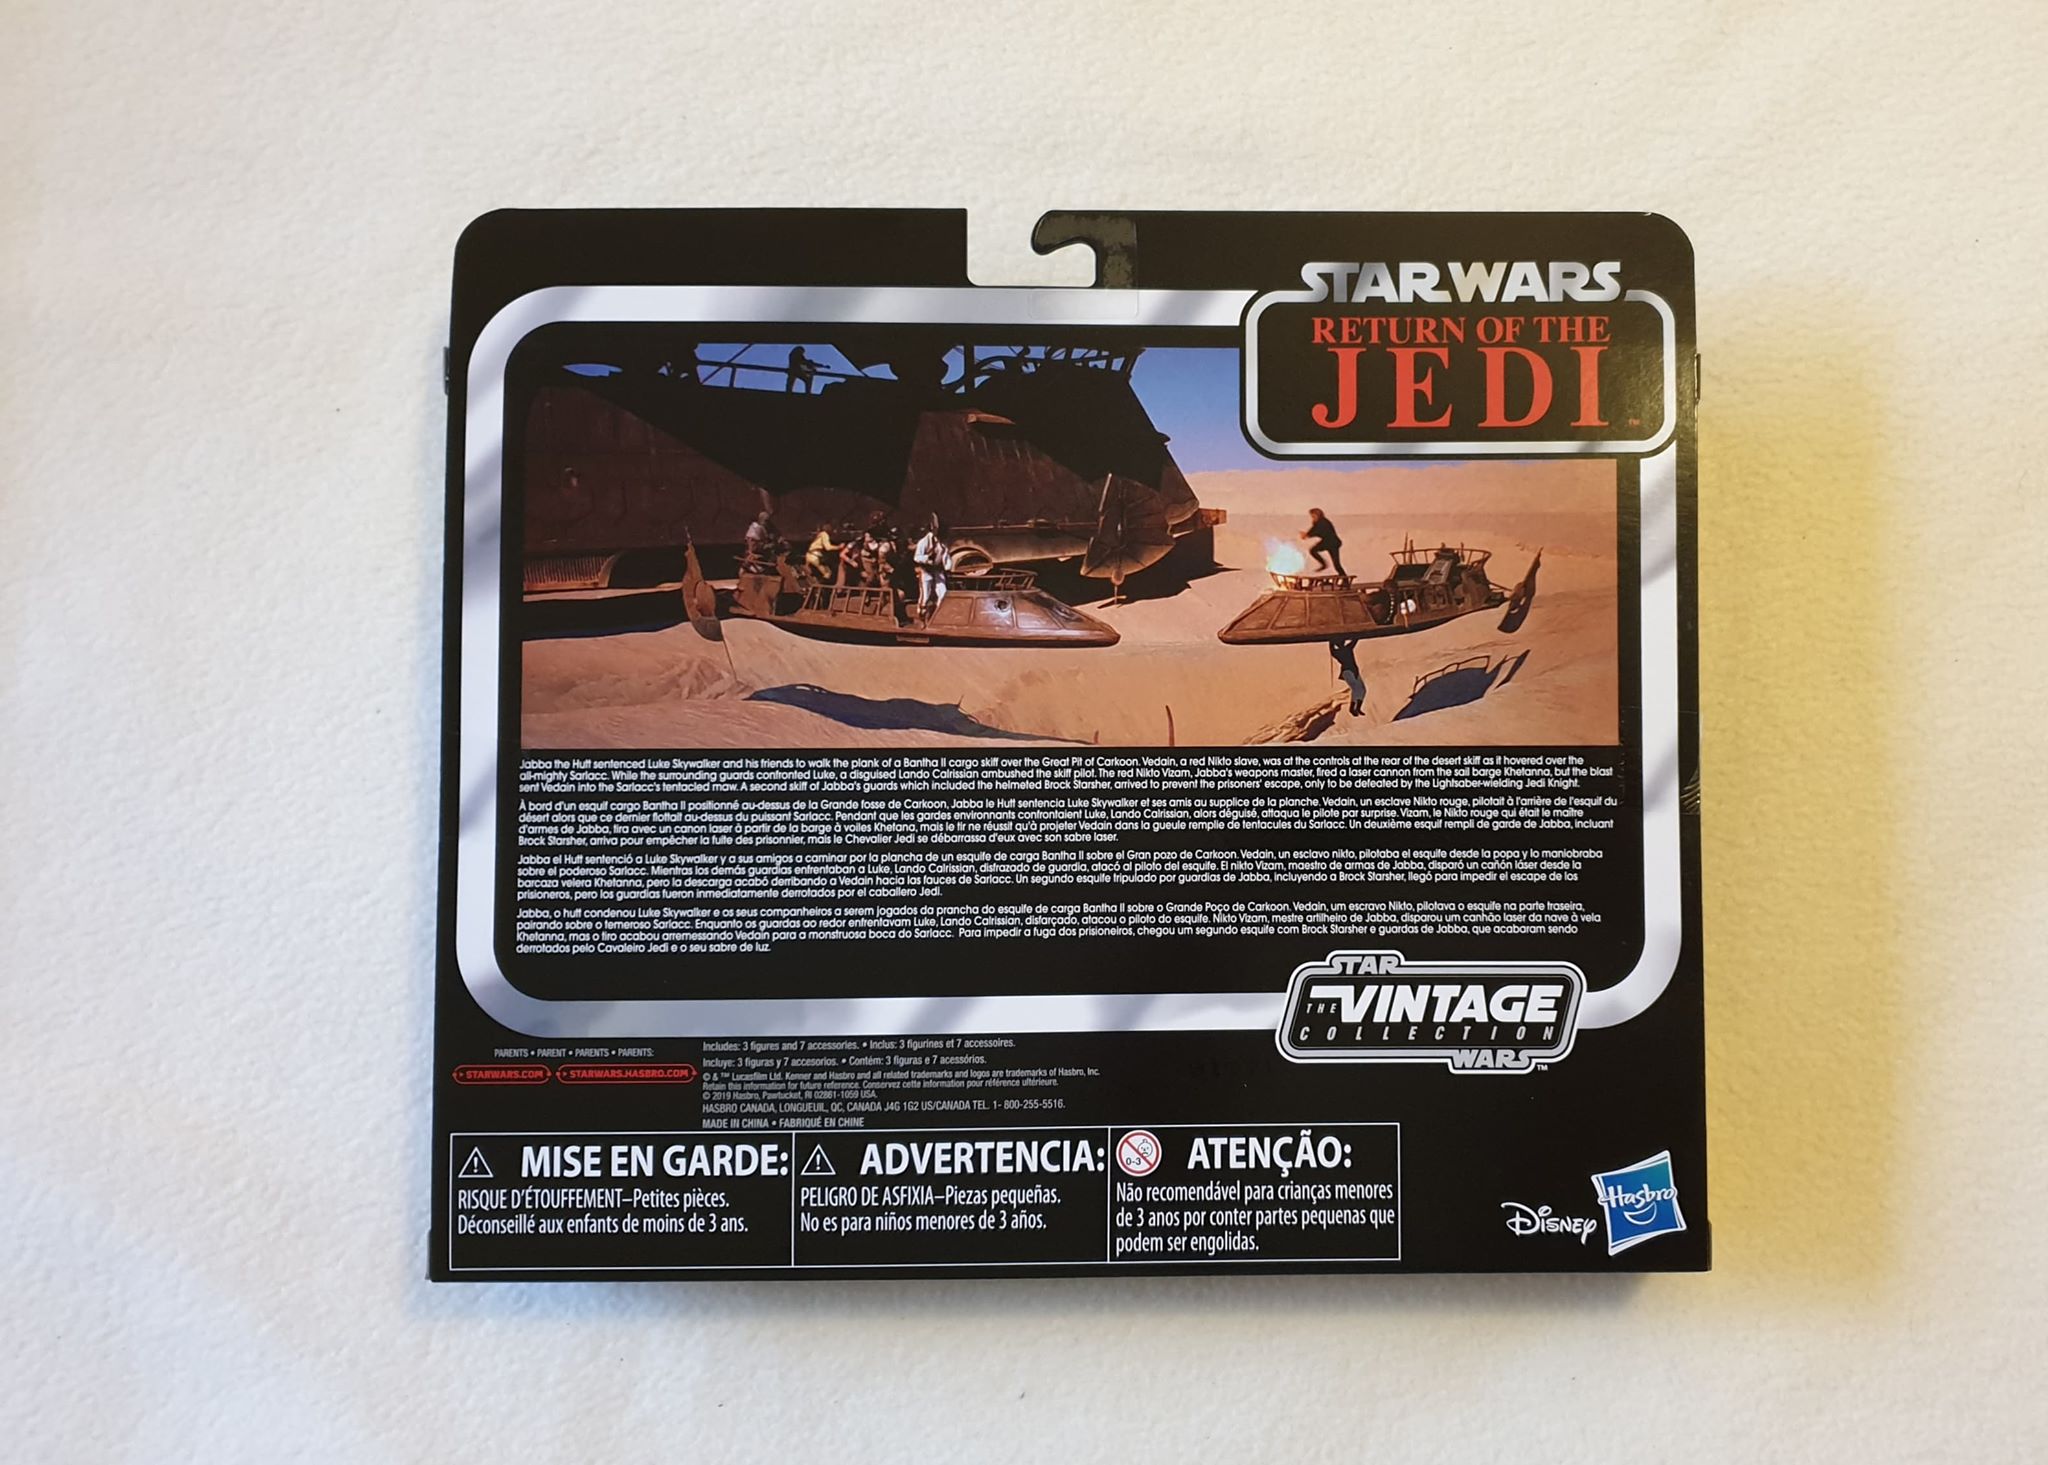 STAR WARS
RETURN OF THE
JEDI™
Jabba the Hutt sentenced Luke Skywalker and his friends to walk the plank of a Bantha II cargo skiff over the Great Pit of Carkoon. Vedain, a red Nikto slave, was at the controls at the rear of the desert skiff as it hovered over the
all-mighty Sarlacc. While the surrounding guards confronted Luke, a disguised Lando Calrissian ambushed the skiff pilot. The red Nikto Vizam, Jabba's weapons master, fired a laser cannon from the sail barge Khetanna, but the blast
sent Vedain into the Sarlacc's tentacled maw. A second skiff of Jabba's guards which included the helmeted Brock Starsher, arrived to prevent the prisoners' escape, only to be defeated by the Lightsaber-wielding Jedi Knight.
À bord d'un esquif cargo Bantha II positionné au-dessus de la Grande fosse de Carkoon, Jabba le Hutt sentencia Luke Skywalker et ses amis au supplice de la planche. Vedain, un esclave Nikto rouge, pilotait à l'arrière de l'esquif du
désert alors que ce dernier flottait au-dessus du puissant Sarlacc. Pendant que les gardes environnants confrontaient Luke, Lando Calrissian, alors déguisé, attaqua le pilote par surprise. Vizam, le Nikto rouge qui était le maître
d'armes de Jabba, tira avec un canon laser à partir de la barge à voiles Khetana, mais le tir ne réussit qu'à projeter Vedain dans la gueule remplie de tentacules du Sarlacc. Un deuxième esquif rempli de garde de Jabba, incluant
Brock Starsher, arriva pour empêcher la fuite des prisonnier, mais le Chevalier Jedi se débarrassa d'eux avec son sabre laser.
Jabba el Hutt sentenció a Luke Skywalker y a sus amigos a caminar por la plancha de un esquife de carga Bantha II sobre el Gran pozo de Carkoon. Vedain, un esclavo nikto, pilotaba el esquife desde la popa y lo maniobraba
sobre el poderoso Sarlacc. Mientras los demás guardias enfrentaban a Luke, Lando Calrissian, disfrazado de guardia, atacó al piloto del esquife. El nikto Vizam, maestro de armas de Jabba, disparó un cañón láser desde la
barcaza velera Khetanna, pero la descarga acabó derribando a Vedain hacia las fauces de Sarlacc. Un segundo esquife tripulado por guardias de Jabba, incluyendo a Brock Starsher, llegó para impedir el escape de los
prisioneros, pero los guardias fueron inmediatamente derrotados por el caballero Jedi.
Jabba, o hutt condenou Luke Skywalker e os seus companheiros a serem jogados da prancha do esquife de carga Bantha II sobre o Grande Poço de Carkoon. Vedain, um escravo Nikto, pilotava o esquife na parte traseira,
pairando sobre o temeroso Sarlacc. Enquanto os guardas ao redor enfrentavam Luke, Lando Calrissian, disfarçado, atacou o piloto do esquife. Nikto Vizam, mestre artilheiro de Jabba, disparou um canhão laser da nave à vela
Khetanna, mas o tiro acabou arremessando Vedain para a monstruosa boca do Sarlacc. Para impedir a fuga dos prisioneiros, chegou um segundo esquife com Brock Starsher e guardas de Jabba, que acabaram sendo
derrotados pelo Cavaleiro Jedi e o seu sabre de luz.
STAR
THE VINTAGE
COLLECTION
WARS™
PARENTS • PARENT • PARENTS • PARENTS:
STARWARS.COM STARWARS.HASBRO.COM
Includes: 3 figures and 7 accessories. • Inclus: 3 figurines et 7 accessoires.
Incluye: 3 figuras y 7 accesorios. • Contém: 3 figuras e 7 acessórios.
© & ™ Lucasfilm Ltd. Kenner and Hasbro and all related trademarks and logos are trademarks of Hasbro, Inc.
Retain this information for future reference. Conservez cette information pour référence ultérieure.
© 2019 Hasbro, Pawtucket, RI 02861-1059 USA.
HASBRO CANADA, LONGUEUIL, QC, CANADA J4G 1G2 US/CANADA TEL. 1- 800-255-5516.
MADE IN CHINA • FABRIQUÉ EN CHINE
MISE EN GARDE:
RISQUE D'ÉTOUFFEMENT–Petites pièces.
Déconseillé aux enfants de moins de 3 ans.
ADVERTENCIA:
PELIGRO DE ASFIXIA–Piezas pequeñas.
No es para niños menores de 3 años.
0-3
ATENÇÃO:
Não recomendável para crianças menores
de 3 anos por conter partes pequenas que
podem ser engolidas.
DISNEY
Hasbro